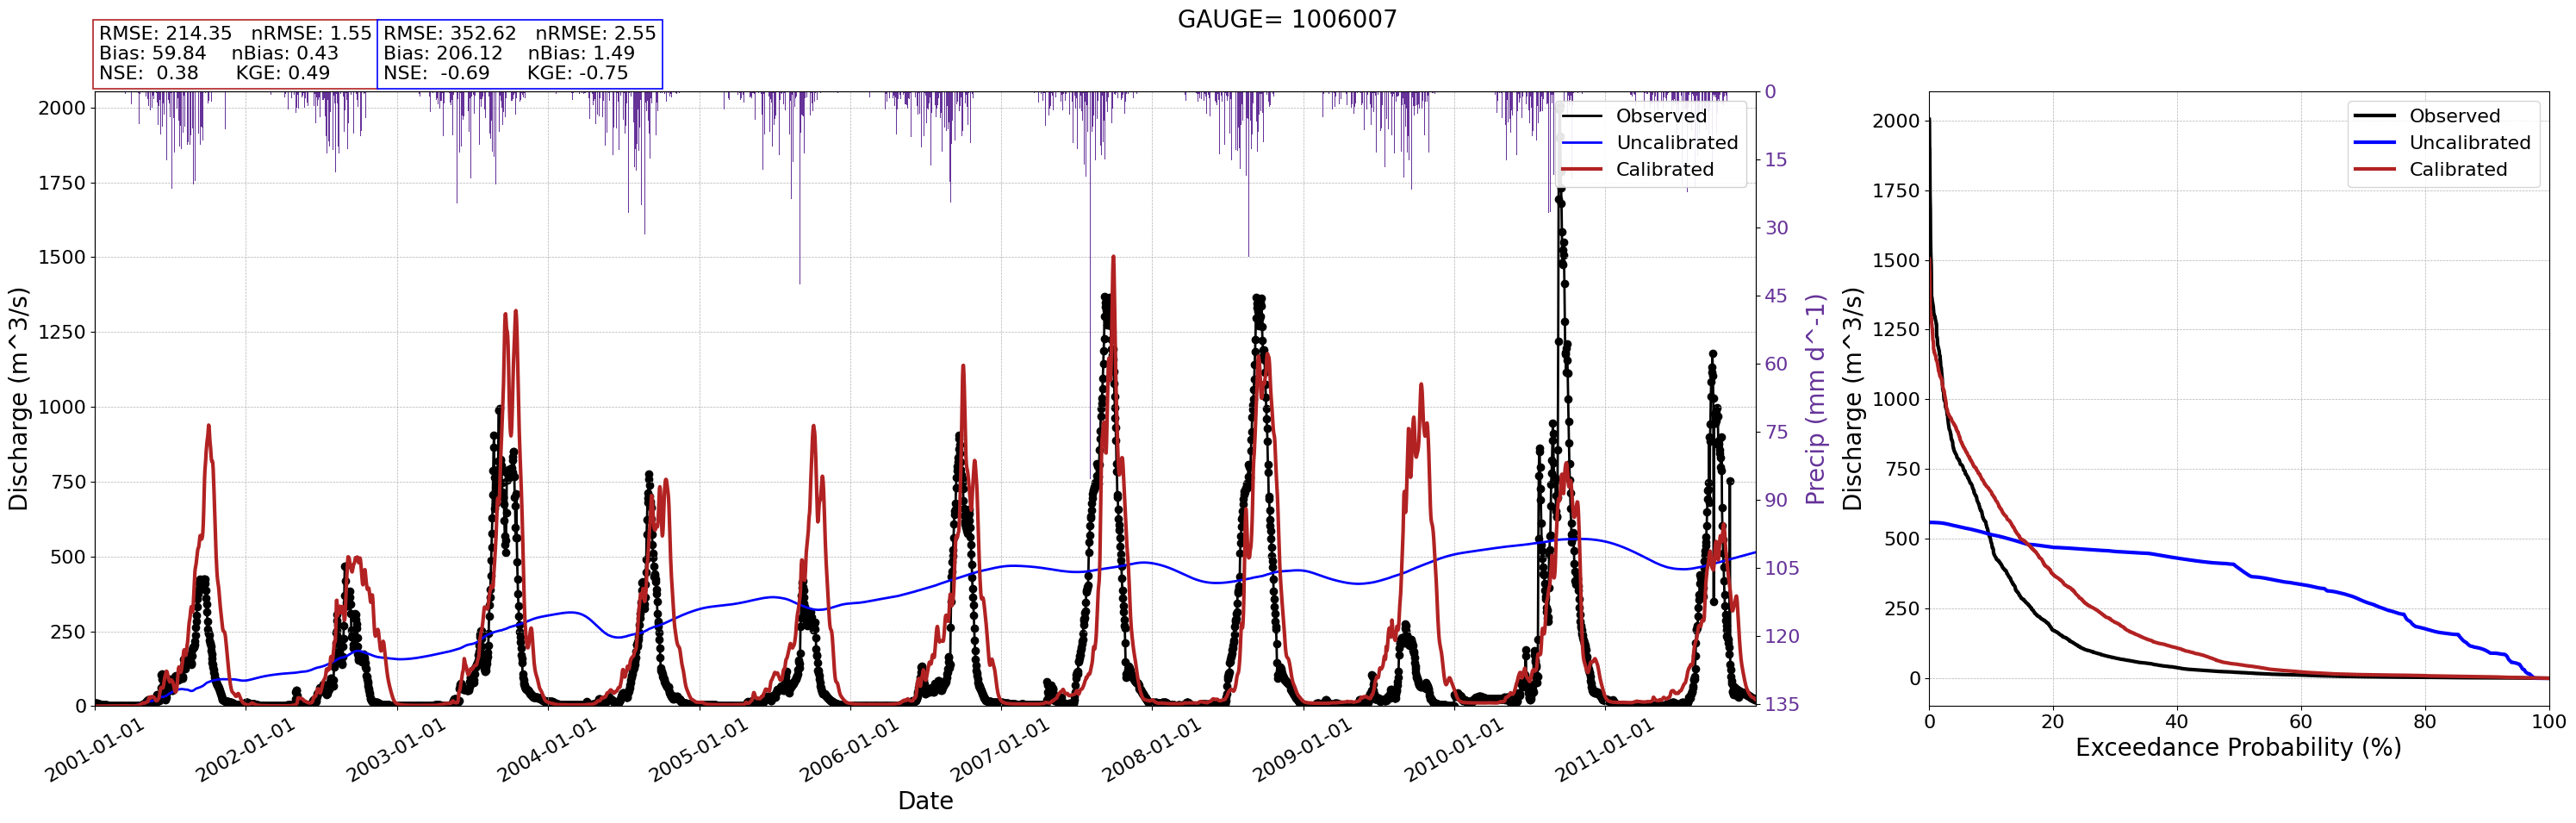 GAUGE= 1006007
RMSE: 214.35 nRMSE: 1.55
Bias: 59.84 nBias: 0.43
NSE: 0.38 KGE: 0.49
RMSE: 352.62 nRMSE: 2.55
Bias: 206.12 nBias: 1.49
NSE: -0.69 KGE: -0.75
Discharge (m^3/s)
2000
1750
1500
1250
1000
750
500
250
0
Observed
Uncalibrated
Calibrated
0
15
30
45
60
75
90
105
120
135
Precip (mm d^-1)
2001-01-01
2002-01-01
2003-01-01
2004-01-01
2005-01-01
2006-01-01
2007-01-01
2008-01-01
2009-01-01
2010-01-01
2011-01-01
Date
Discharge (m^3/s)
2000
1750
1500
1250
1000
750
500
250
0
Observed
Uncalibrated
Calibrated
0 20 40 60 80 100
Exceedance Probability (%)